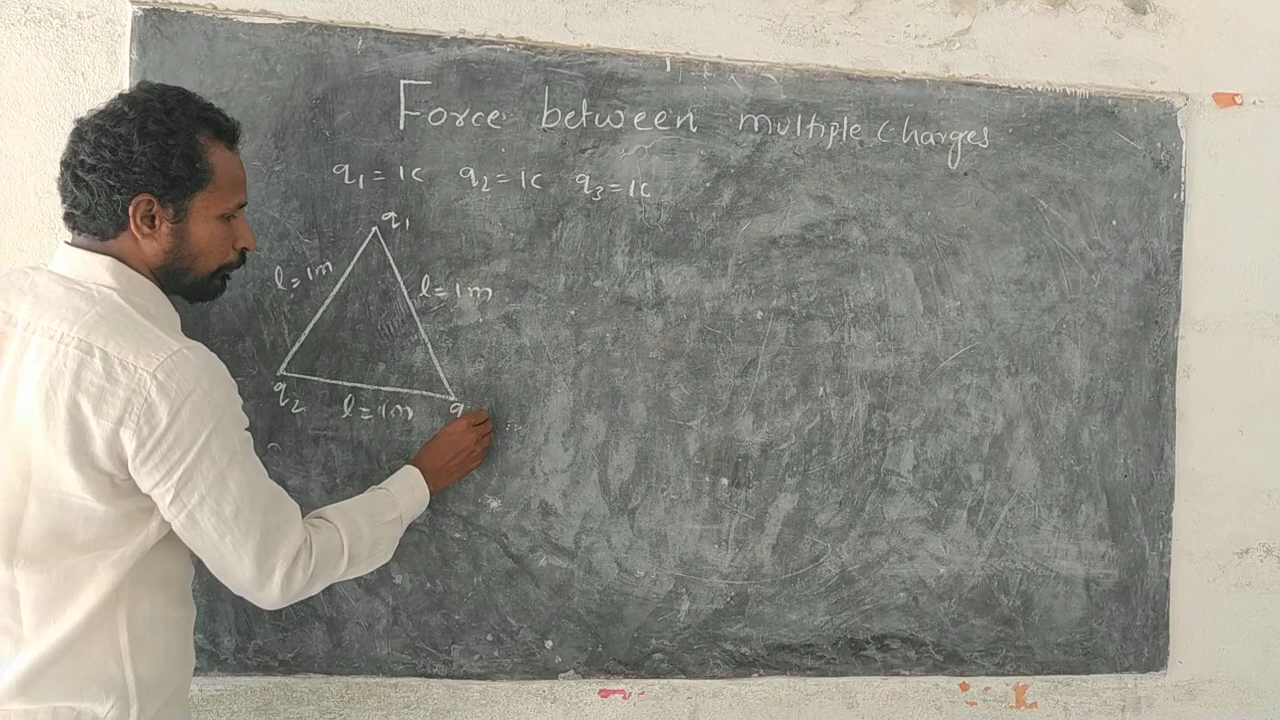 Force between multiple charges
q₁ = 1c q₂ = 1c q₃ = 1c
q₁
l = 1m l = 1m
q₂ l = 1m q